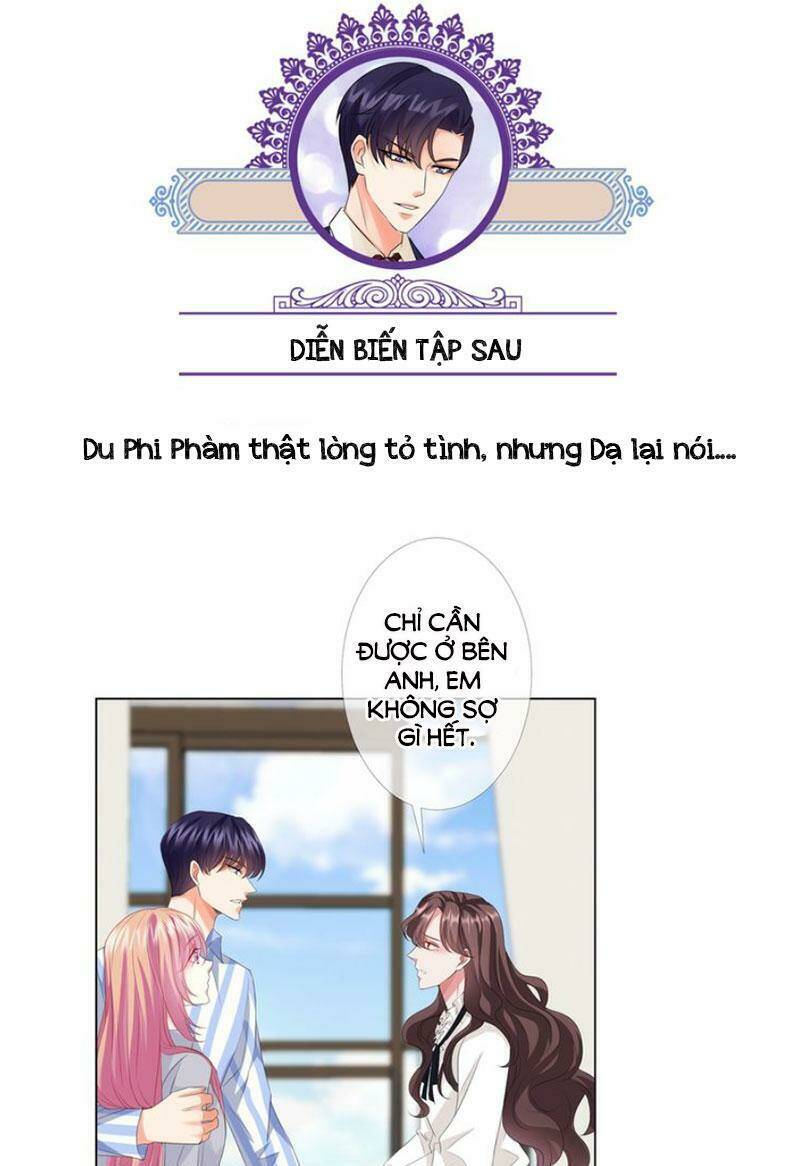 DIỄN BIẾN TẬP SAU
Du Phi Phàm thật lòng tỏ tình, nhưng Dạ lại nói....
CHỈ CẦN
ĐƯỢC Ở BÊN
ANH, EM
KHÔNG SỢ
GÌ HẾT.